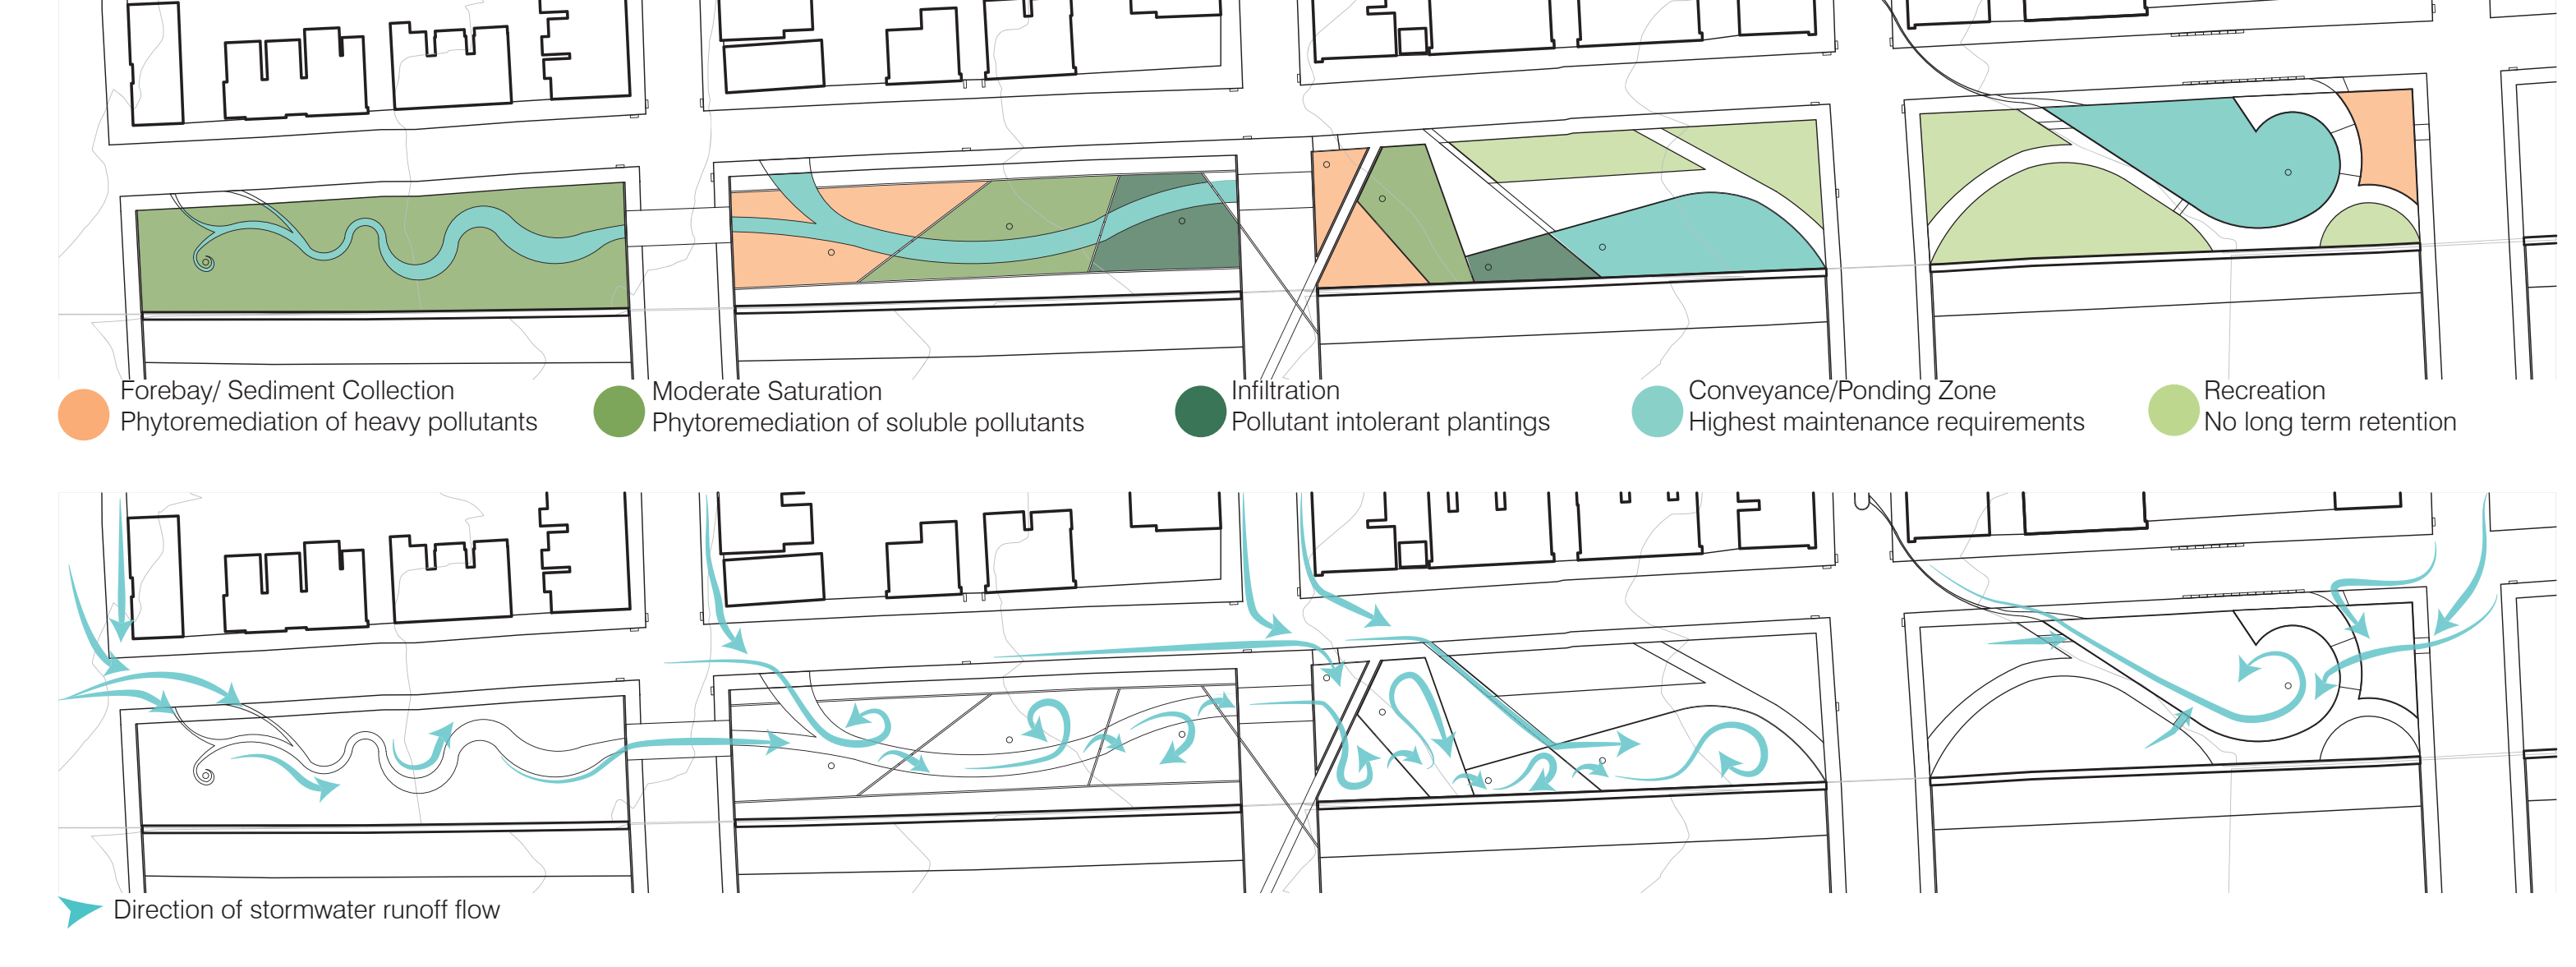 Forebay/ Sediment Collection
Phytoremediation of heavy pollutants
Moderate Saturation
Phytoremediation of soluble pollutants
Infiltration
Pollutant intolerant plantings
Conveyance/Ponding Zone
Highest maintenance requirements
Recreation
No long term retention
Direction of stormwater runoff flow